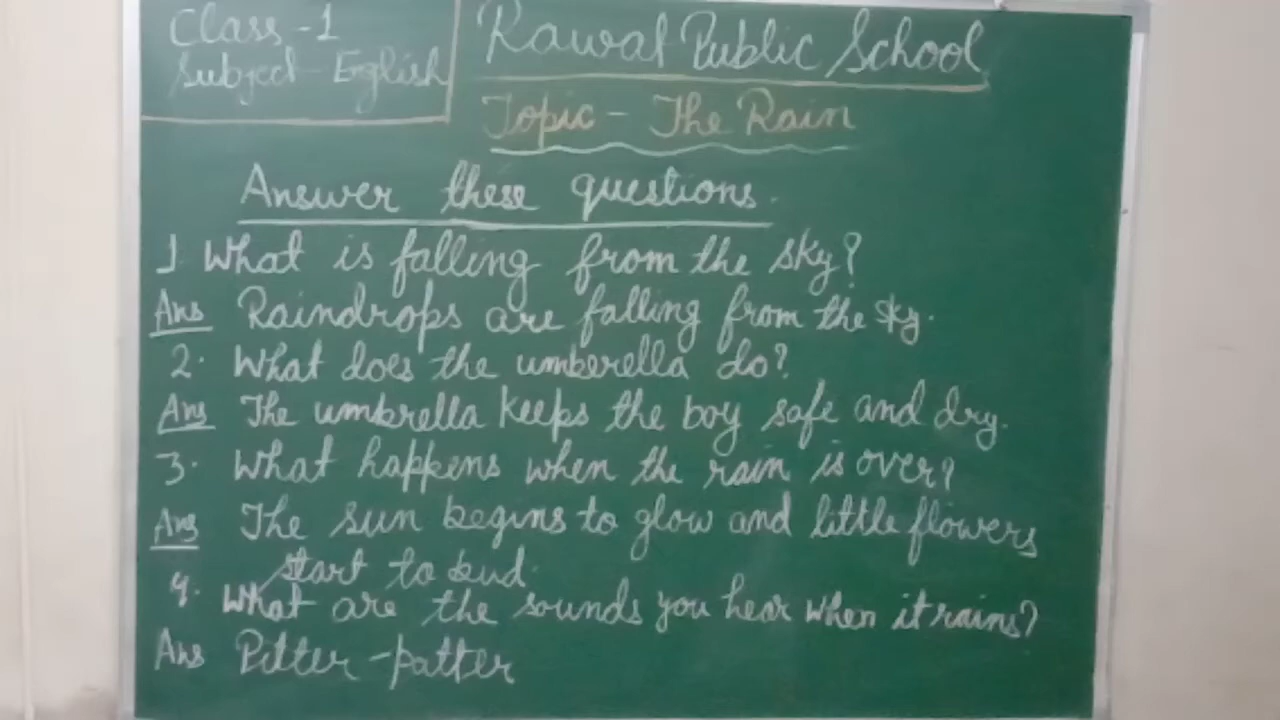 Class -1
Subject- English
Rawal Public School
Topic - The Rain
Answer these questions.
1. What is falling from the sky?
Ans Raindrops are falling from the sky.
2. What does the umberella do?
Ans The umbrella keeps the boy safe and dry.
3. What happens when the rain is over?
Ans The sun begins to glow and little flowers
start to bud.
4. What are the sounds you hear when it rains?
Ans Pitter-patter